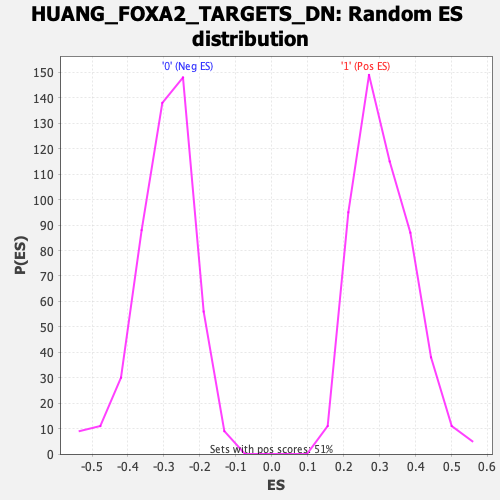 HUANG_FOXA2_TARGETS_DN: Random ES
distribution
'0' (Neg ES)
'1' (Pos ES)
150
140
130
120
110
100
90
80
70
60
50
40
30
20
10
0
P(ES)
Sets with pos scores: 51%
-0.5 -0.4 -0.3 -0.2 -0.1 0.0 0.1 0.2 0.3 0.4 0.5 0.6
ES